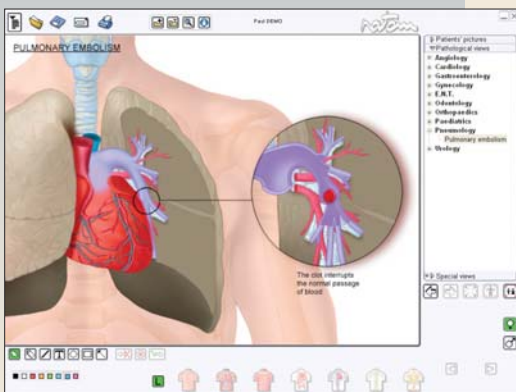 Paul DEMO
PULMONARY EMBOLISM
The clot interrupts
the normal passage
of blood
Patients' pictures
Pathological views
Angiology
Cardiology
Gastroenterology
Gynecology
E.N.T.
Odontology
Orthopaedics
Paediatrics
Pneumology
Pulmonary embolism
Urology
Special views
T
L